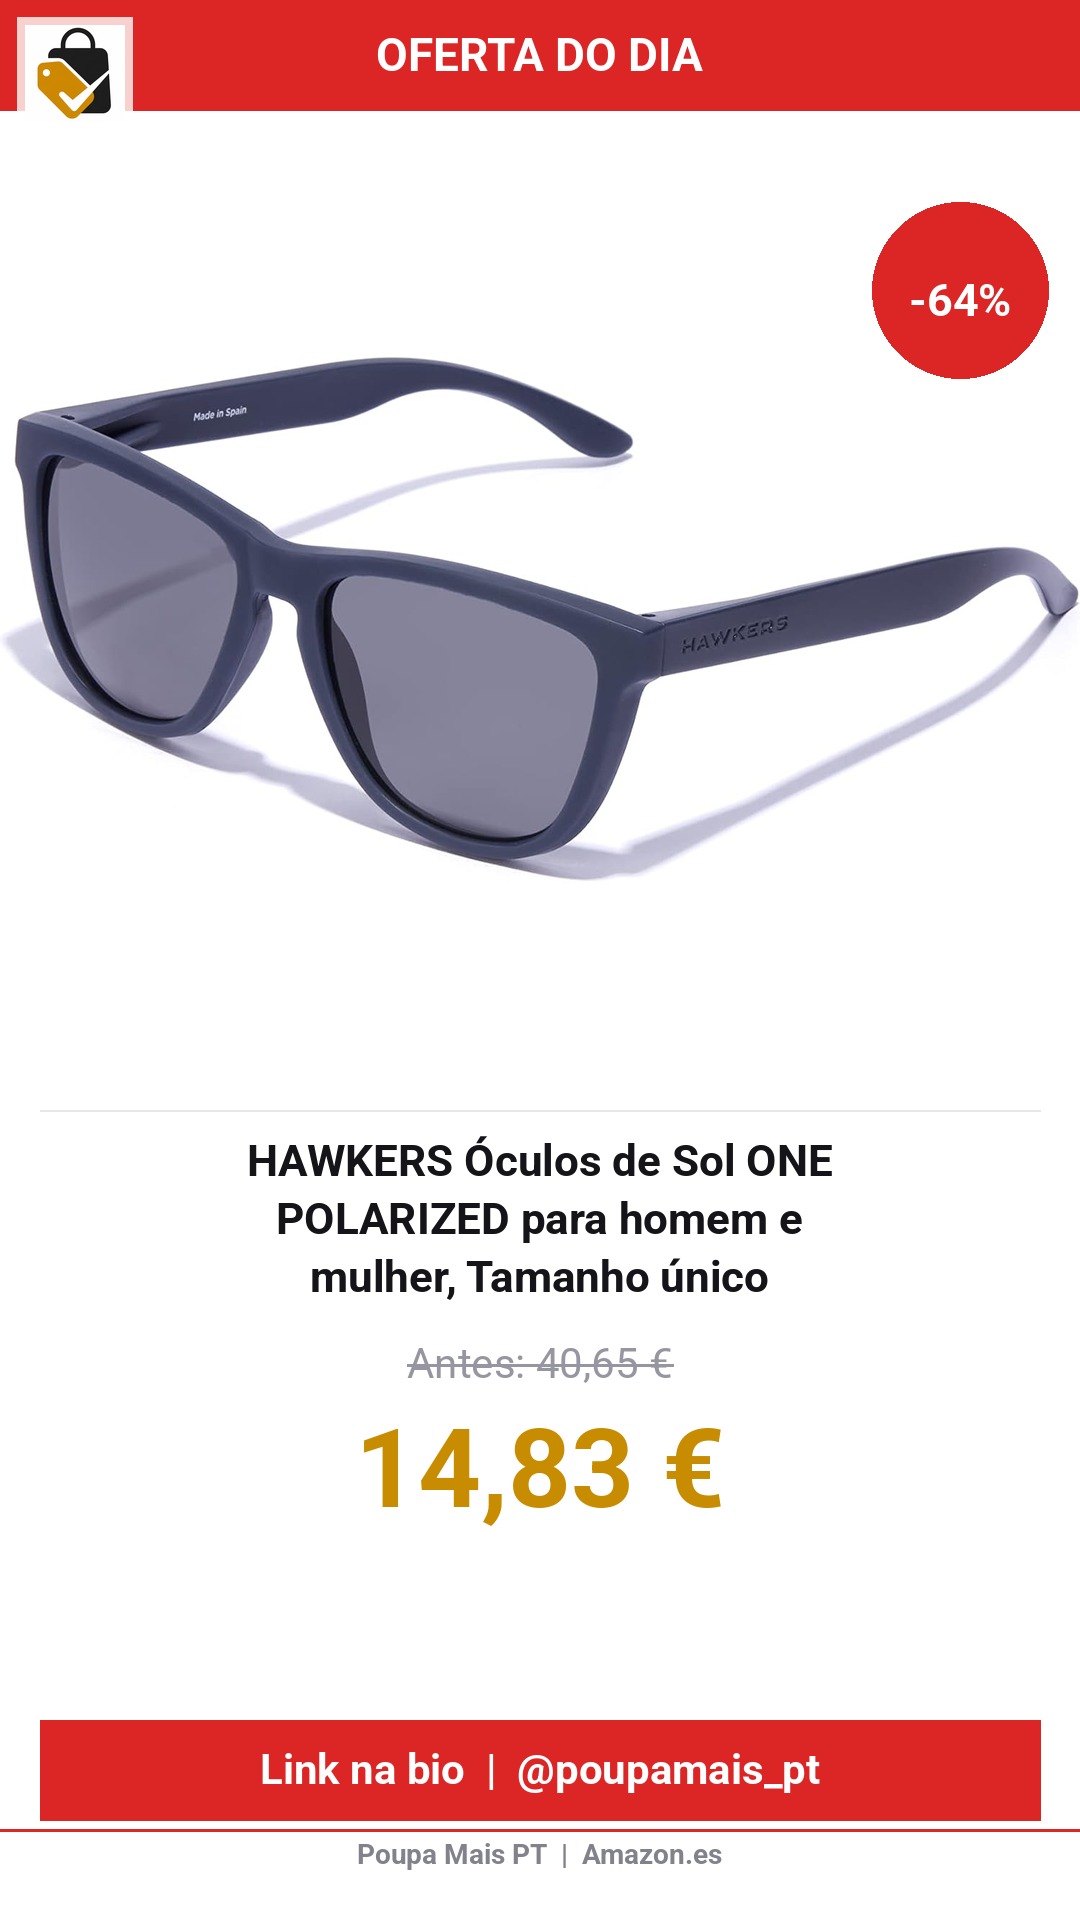 OFERTA DO DIA
-64%
Made in Spain
HAWKERS
HAWKERS Óculos de Sol ONE
POLARIZED para homem e
mulher, Tamanho único
Antes: 40,65 €
14,83 €
Link na bio | @poupamais_pt
Poupa Mais PT | Amazon.es